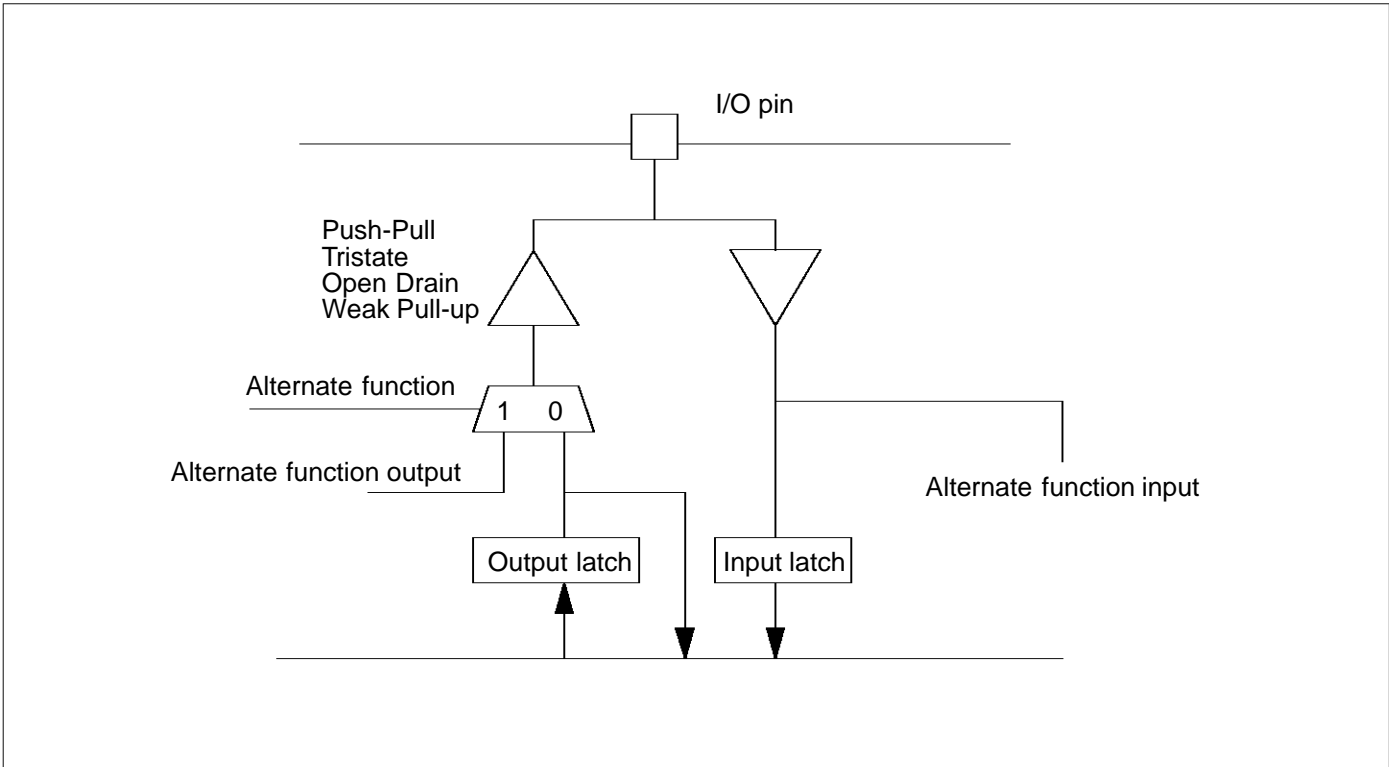 I/O pin
Push-Pull
Tristate
Open Drain
Weak Pull-up
Alternate function
1 0
Alternate function output
Alternate function input
Output latch
Input latch